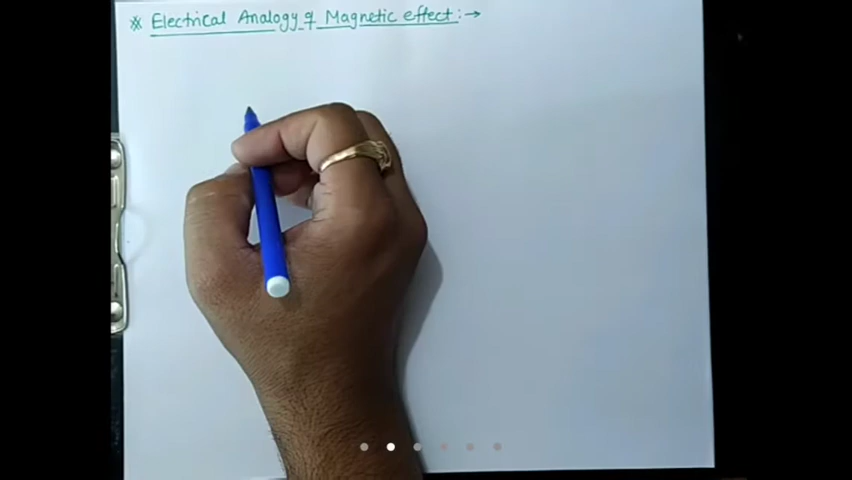 ※ Electrical Analogy of Magnetic effect :→